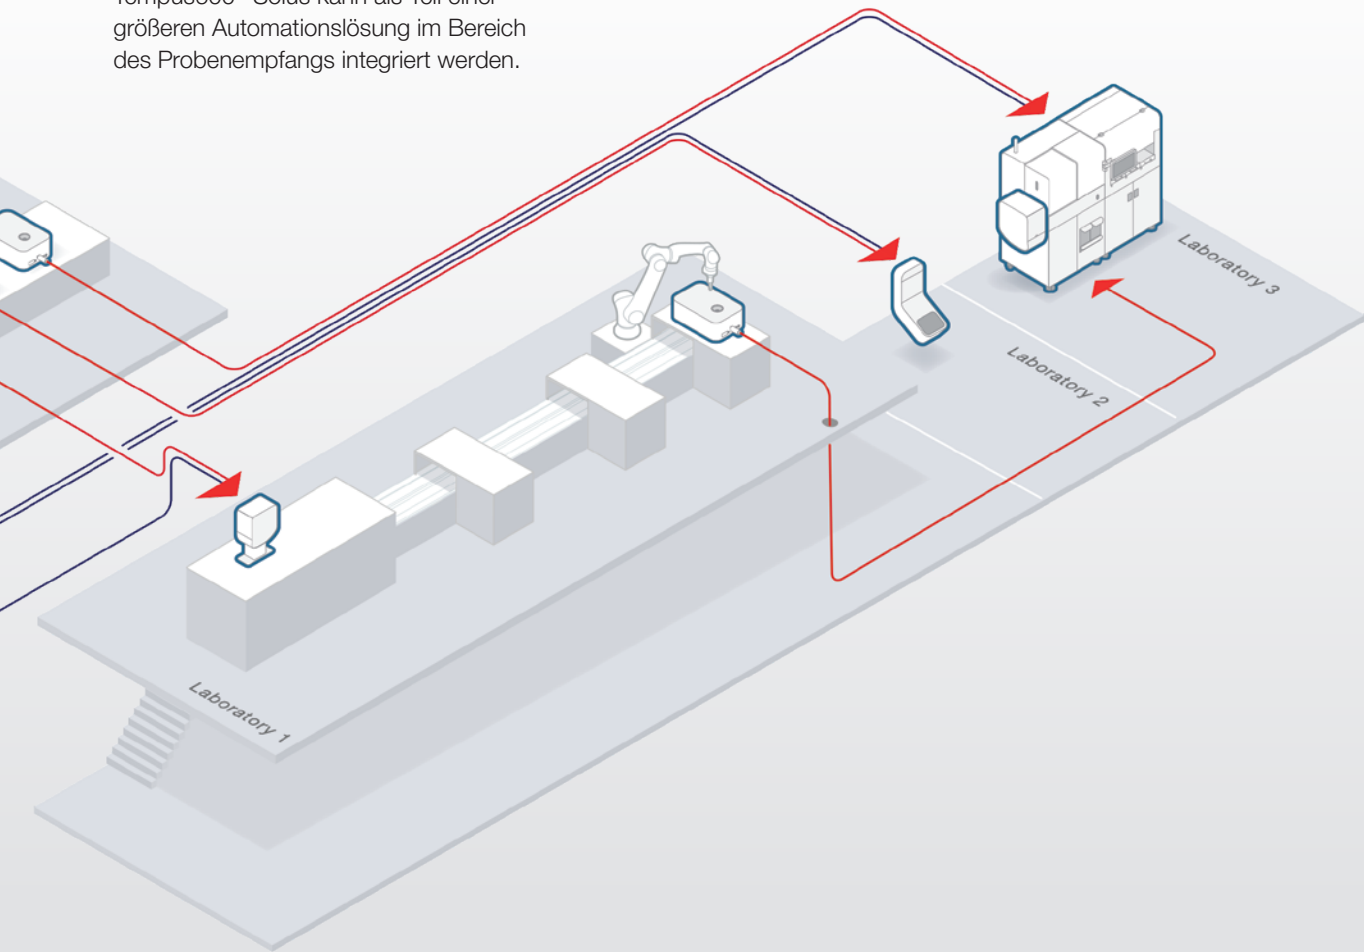 größeren Automationslösung im Bereich
des Probenempfangs integriert werden.
Laboratory 3
Laboratory 2
Laboratory 1